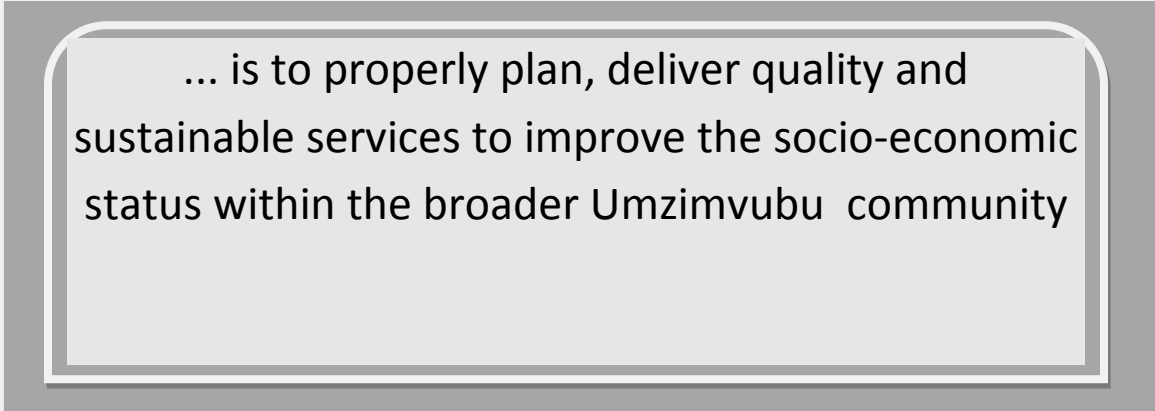 ... is to properly plan, deliver quality and
sustainable services to improve the socio-economic
status within the broader Umzimvubu  community